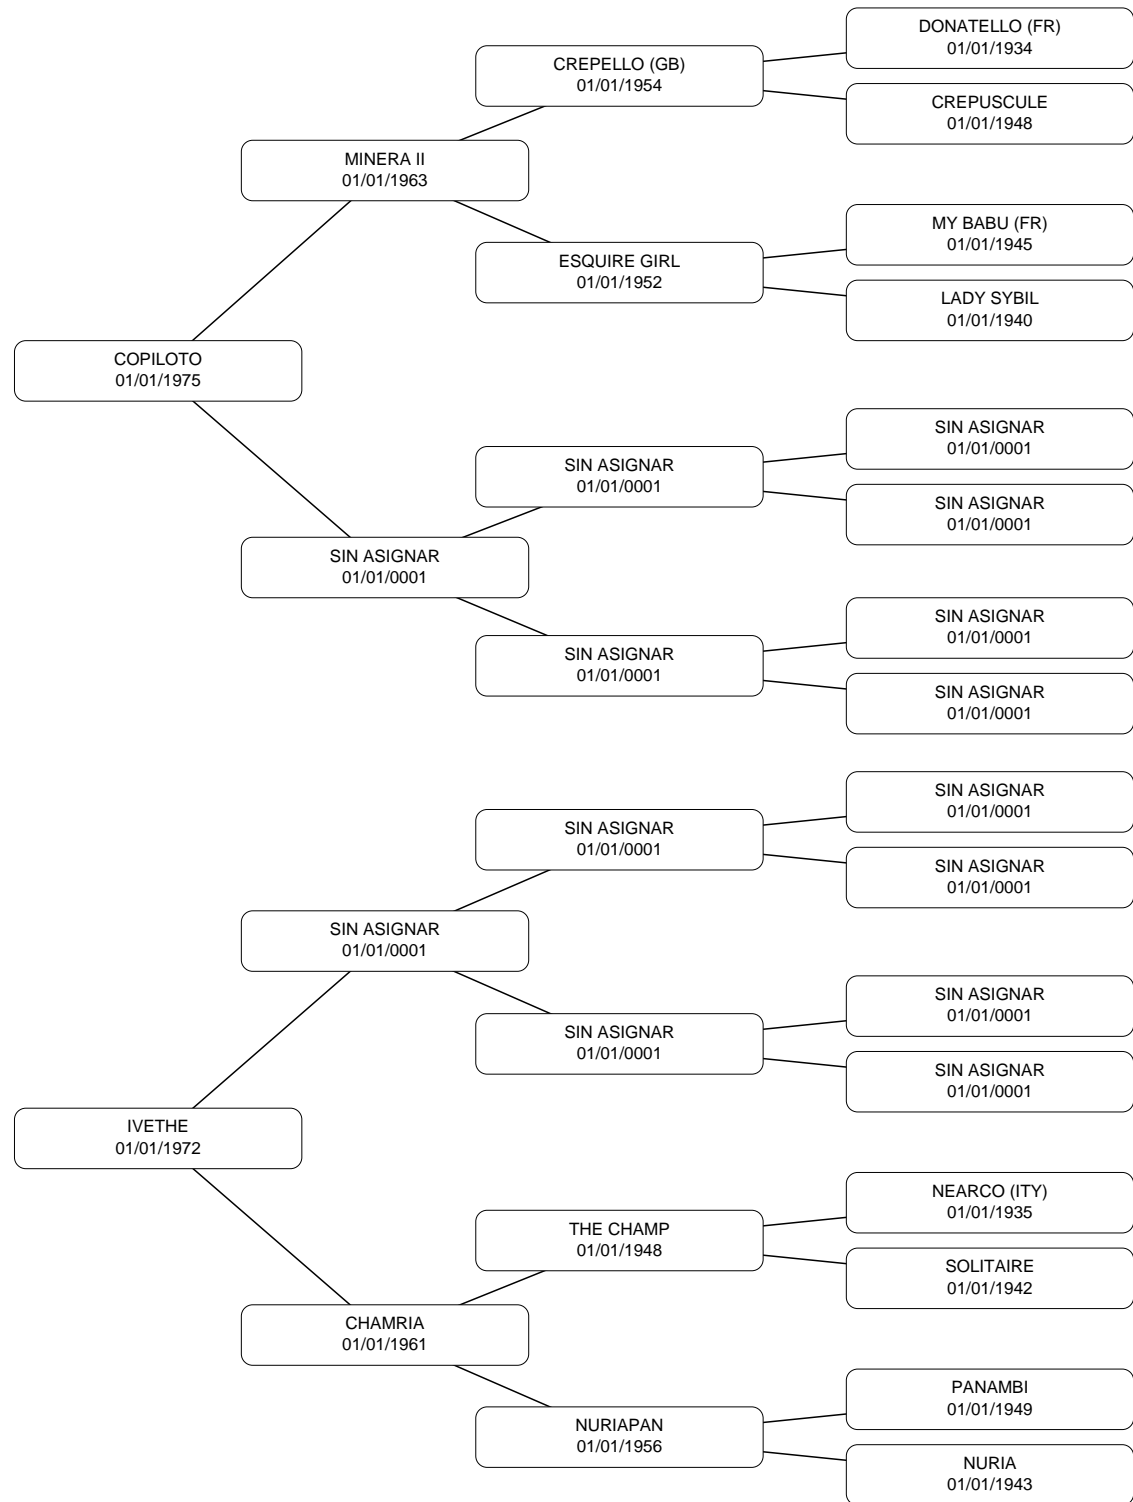 DONATELLO (FR)
01/01/1934
CREPELLO (GB)
01/01/1954
CREPUSCULE
01/01/1948
MINERA II
01/01/1963
MY BABU (FR)
01/01/1945
ESQUIRE GIRL
01/01/1952
LADY SYBIL
01/01/1940
COPILOTO
01/01/1975
SIN ASIGNAR
01/01/0001
SIN ASIGNAR
01/01/0001
SIN ASIGNAR
01/01/0001
SIN ASIGNAR
01/01/0001
SIN ASIGNAR
01/01/0001
SIN ASIGNAR
01/01/0001
SIN ASIGNAR
01/01/0001
SIN ASIGNAR
01/01/0001
SIN ASIGNAR
01/01/0001
SIN ASIGNAR
01/01/0001
SIN ASIGNAR
01/01/0001
SIN ASIGNAR
01/01/0001
SIN ASIGNAR
01/01/0001
SIN ASIGNAR
01/01/0001
IVETHE
01/01/1972
NEARCO (ITY)
01/01/1935
THE CHAMP
01/01/1948
SOLITAIRE
01/01/1942
CHAMRIA
01/01/1961
PANAMBI
01/01/1949
NURIAPAN
01/01/1956
NURIA
01/01/1943